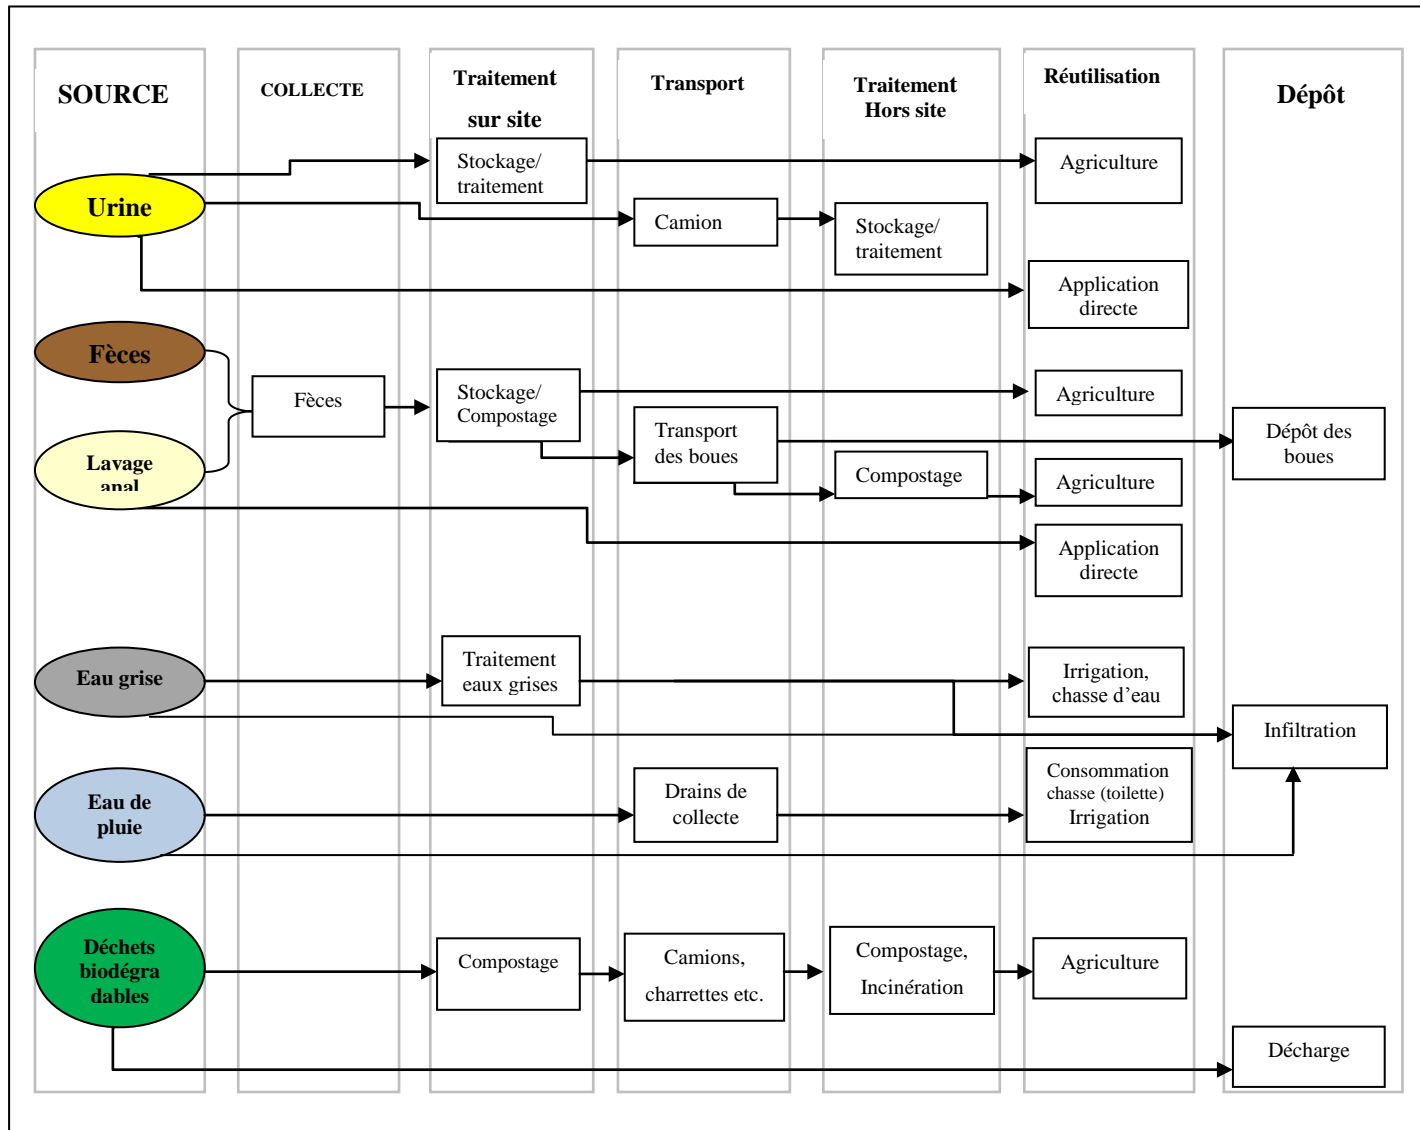 SOURCE
COLLECTE
Traitement
sur site
Transport
Traitement
Hors site
Réutilisation
Dépôt
Urine
Stockage/
traitement
Agriculture
Camion
Stockage/
traitement
Application
directe
Fèces
Lavage
anal
Fèces
Stockage/
Compostage
Agriculture
Transport
des boues
Dépôt des
boues
Compostage
Agriculture
Application
directe
Eau grise
Traitement
eaux grises
Irrigation,
chasse d’eau
Infiltration
Eau de
pluie
Drains de
collecte
Consommation
chasse (toilette)
Irrigation
Déchets
biodégra
dables
Compostage
Camions,
charrettes etc.
Compostage,
Incinération
Agriculture
Décharge